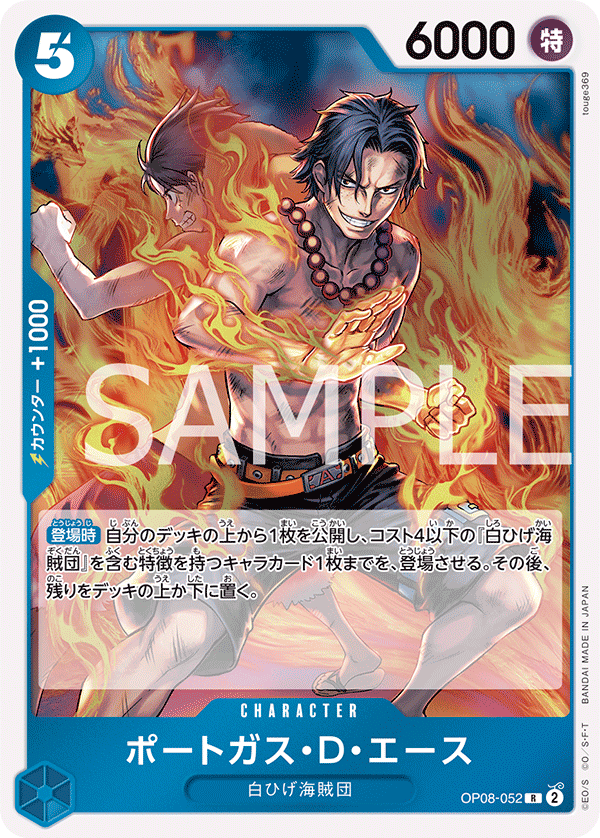 5
6000 特
touge369
カウンター +1000
SAMPLE
登場時 自分のデッキの上から1枚を公開し、コスト4以下の『白ひげ海
賊団』を含む特徴を持つキャラカード1枚までを、登場させる。その後、
残りをデッキの上か下に置く。
CHARACTER
ポートガス・D・エース
白ひげ海賊団
OP08-052 R 2
©E.O/S ©O/S・F・T BANDAI MADE IN JAPAN